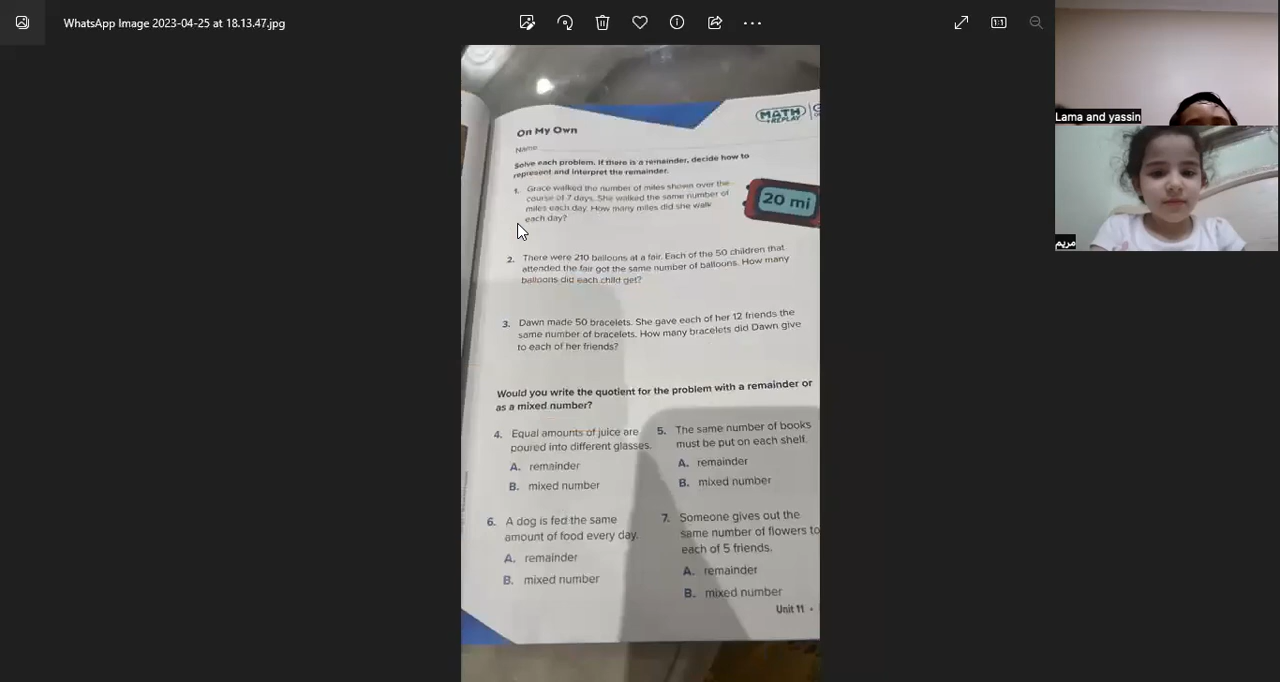 WhatsApp Image 2023-04-25 at 18.13.47.jpg
1:1
Lama and yassin
مريم
MATH
REPLAY
On My Own
Name
Solve each problem. If there is a remainder, decide how to
represent and interpret the remainder.
1. Grace walked the number of miles shown over the
course of 7 days. She walked the same number of
miles each day. How many miles did she walk
each day?
20 mi
2. There were 210 balloons at a fair. Each of the 50 children that
attended the fair got the same number of balloons. How many
balloons did each child get?
3. Dawn made 50 bracelets. She gave each of her 12 friends the
same number of bracelets. How many bracelets did Dawn give
to each of her friends?
Would you write the quotient for the problem with a remainder or
as a mixed number?
4. Equal amounts of juice are
poured into different glasses.
A. remainder
B. mixed number
5. The same number of books
must be put on each shelf.
A. remainder
B. mixed number
6. A dog is fed the same
amount of food every day.
A. remainder
B. mixed number
7. Someone gives out the
same number of flowers to
each of 5 friends.
A. remainder
B. mixed number
Unit 11